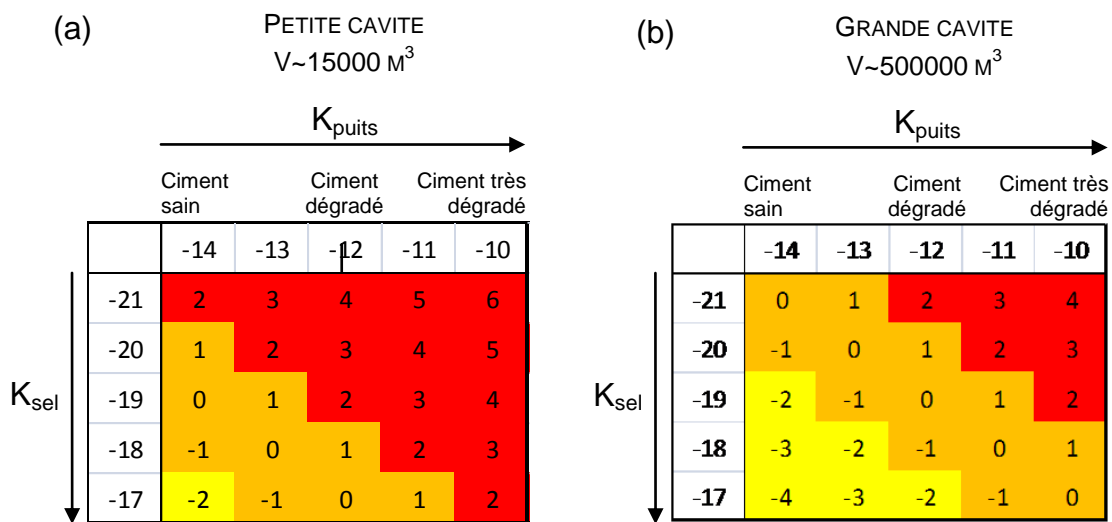 (a)
PETITE CAVITE
V~15000 M³
K_puits
Ciment sain
Ciment dégradé
Ciment très dégradé
-14 -13 -12 -11 -10
-21 2 3 4 5 6
-20 1 2 3 4 5
K_sel
-19 0 1 2 3 4
-18 -1 0 1 2 3
-17 -2 -1 0 1 2
(b)
GRANDE CAVITE
V~500000 M³
K_puits
Ciment sain
Ciment dégradé
Ciment très dégradé
-14 -13 -12 -11 -10
-21 0 1 2 3 4
-20 -1 0 1 2 3
K_sel
-19 -2 -1 0 1 2
-18 -3 -2 -1 0 1
-17 -4 -3 -2 -1 0